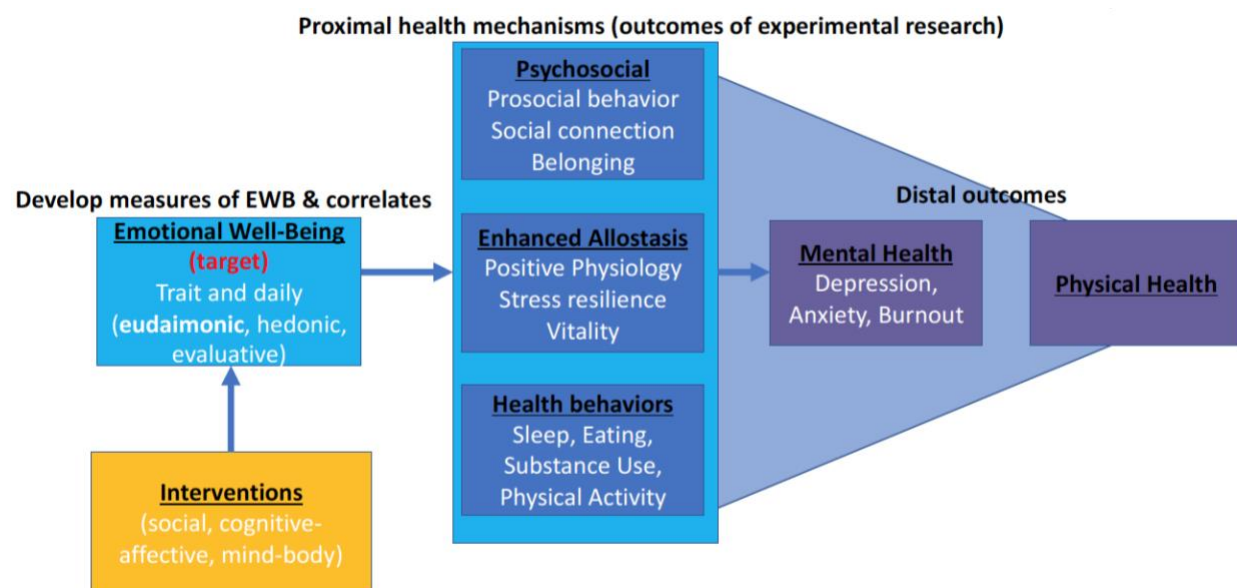 Proximal health mechanisms (outcomes of experimental research)
Psychosocial
Prosocial behavior
Social connection
Belonging
Develop measures of EWB & correlates
Emotional Well-Being
(target)
Trait and daily
(eudaimonic, hedonic,
evaluative)
Enhanced Allostasis
Positive Physiology
Stress resilience
Vitality
Distal outcomes
Mental Health
Depression,
Anxiety, Burnout
Physical Health
Health behaviors
Sleep, Eating,
Substance Use,
Physical Activity
Interventions
(social, cognitive-
affective, mind-body)